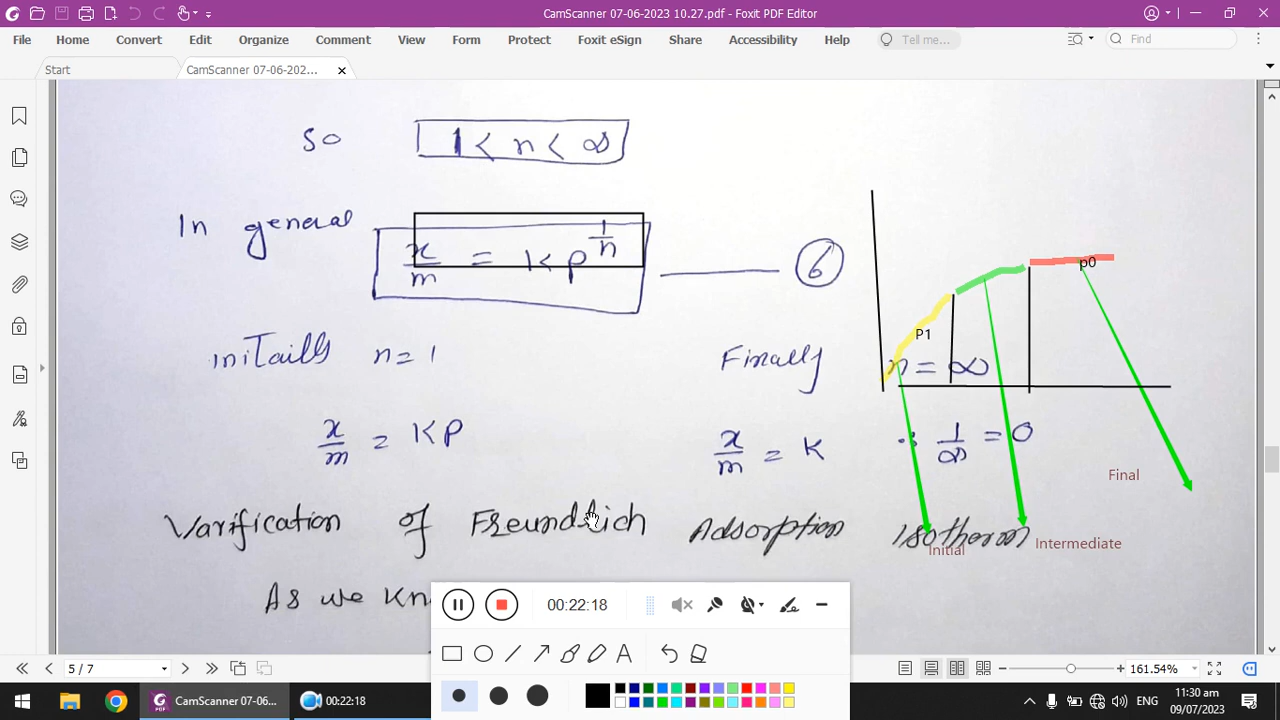 CamScanner 07-06-2023 10.27.pdf - Foxit PDF Editor
File Home Convert Edit Organize Comment View Form Protect Foxit eSign Share Accessibility Help Tell me... Find
Start CamScanner 07-06-202... ×
So 1 < n < ∞
In general x/m = K P^1/n 6
P1
p0
initailly n = 1 Finally n = ∞
x/m = KP x/m = K ∴ 1/∞ = 0
Final
Varification of Freundlich Adsorption Isotherm
Initial
Intermediate
As we Kn
00:22:18
A
5 / 7 161.54%
CamScanner 07-06-202... 00:22:18 ENG 11:30 am
09/07/2023